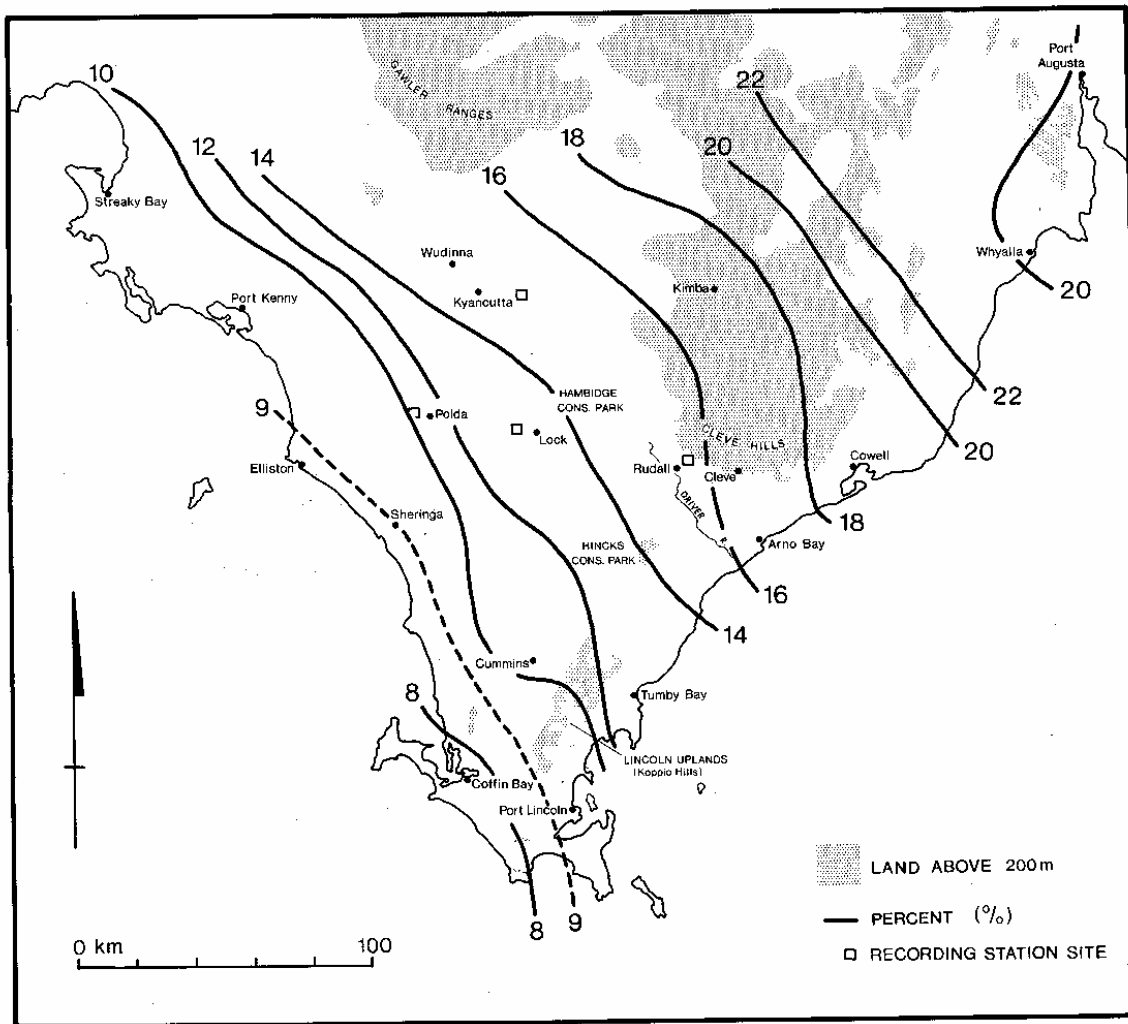 Port
Augusta
10
22
GAWLER RANGES
18
12
14
20
16
Streaky Bay
Wudinna
Whyalla
Kyancutta
Kimba
20
Port Kenny
HAMBIDGE
CONS. PARK
22
9
Polda
Lock
CLEVE HILLS
20
Elliston
Rudall
Cleve
Cowell
DRIVER
R.
Sheringa
18
Arno Bay
HINCKS
CONS. PARK
16
14
Cummins
8
Tumby Bay
LINCOLN UPLANDS
(Koppio Hills)
Coffin Bay
Port Lincoln
LAND ABOVE 200m
8
9
PERCENT (%)
0 km
100
RECORDING STATION SITE